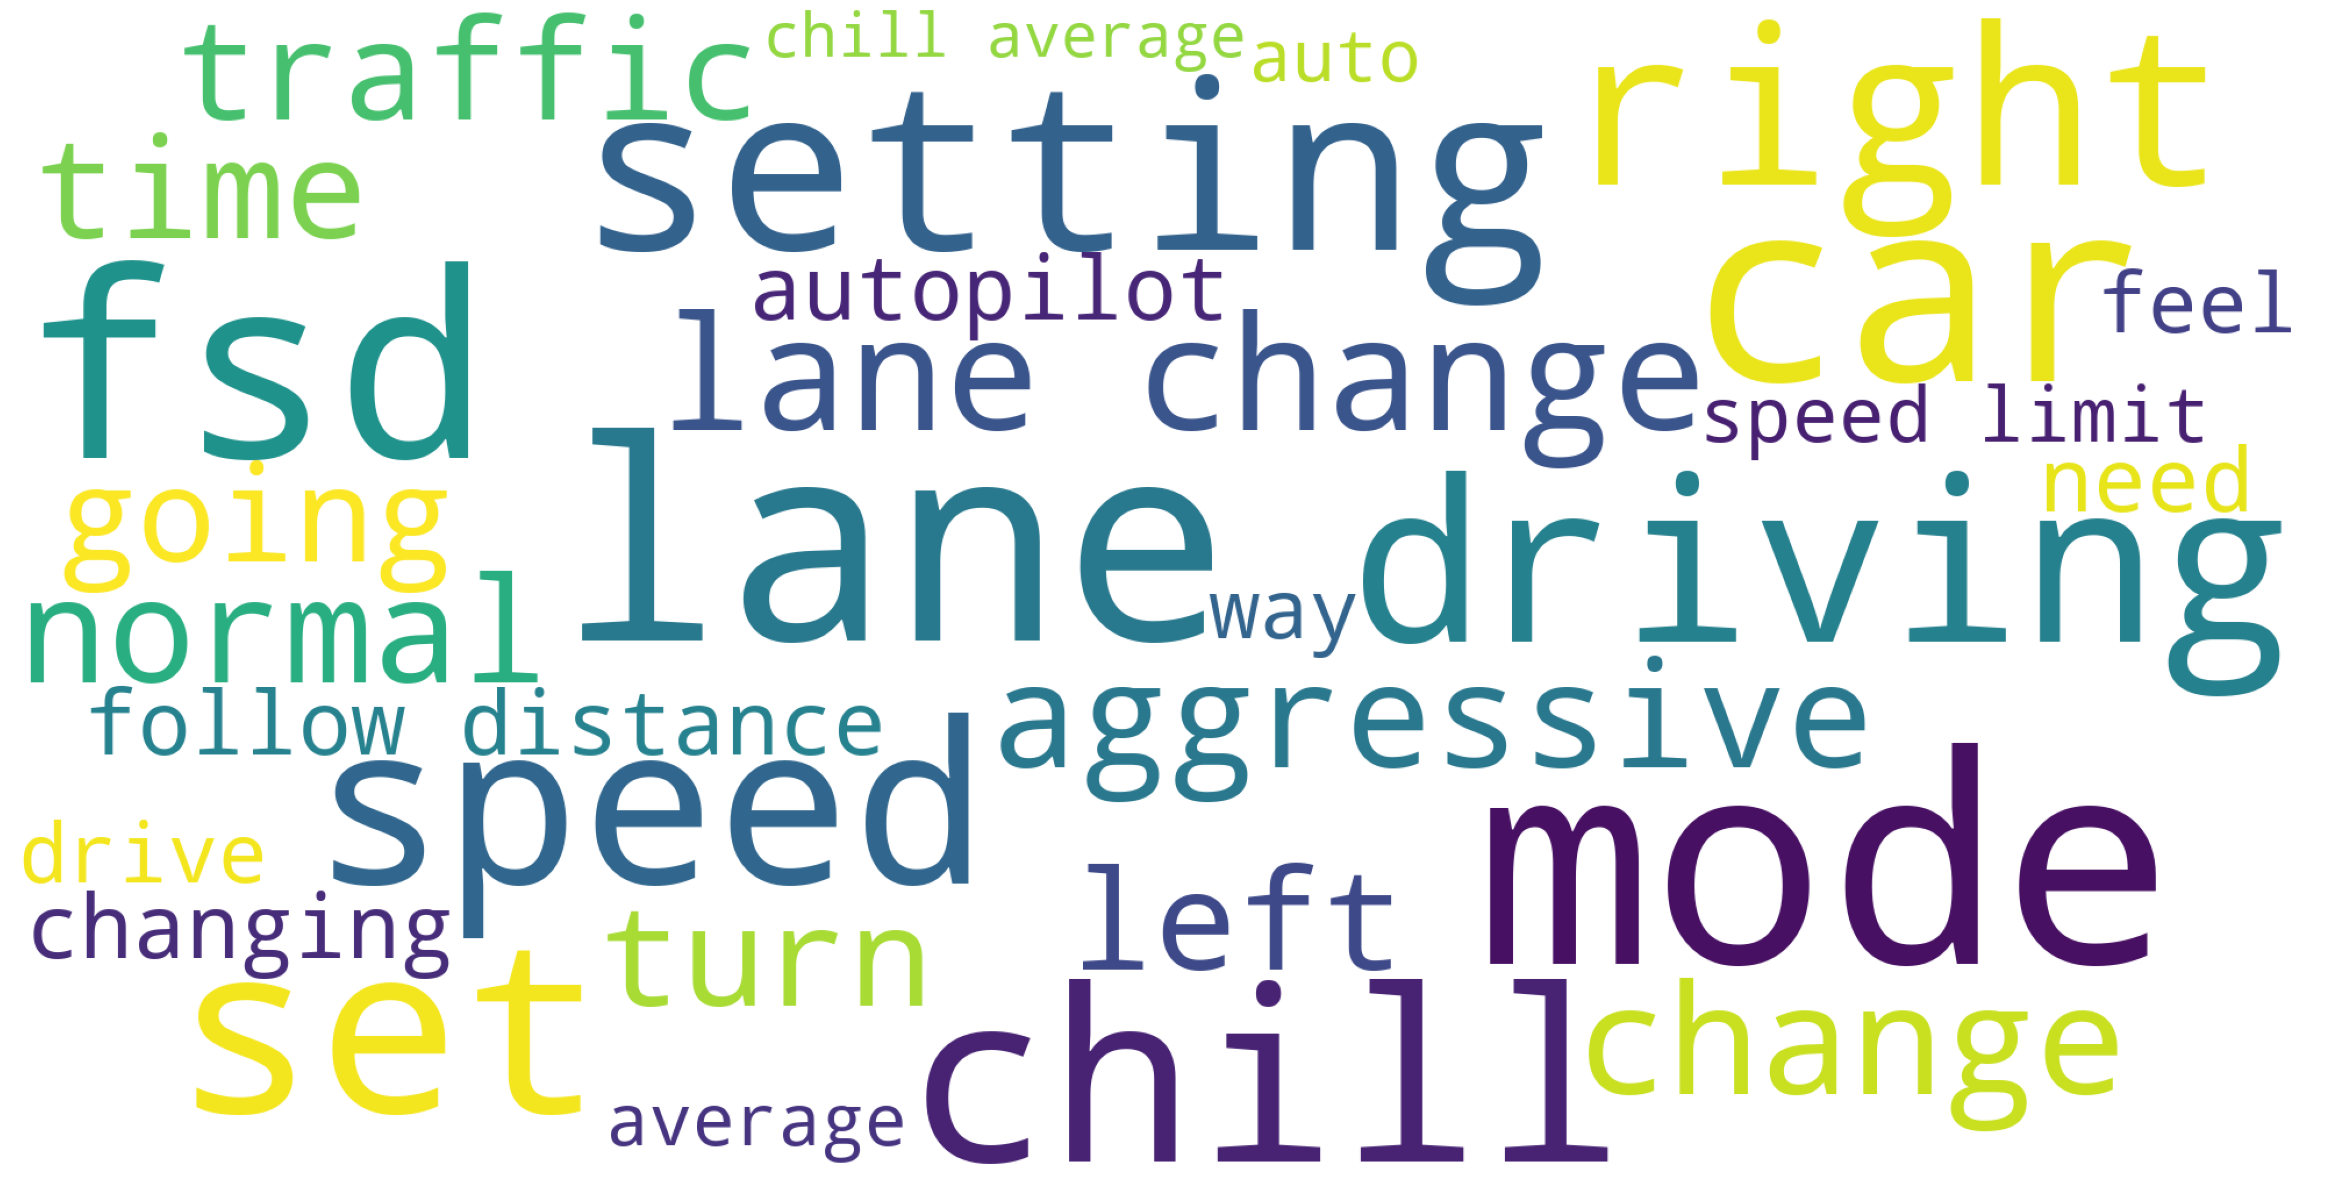 traffic
chill average
auto
right
setting
time
car
autopilot
feel
fsd
lane change
speed limit
going
need
lane
driving
way
normal
follow distance
aggressive
speed
mode
drive
changing
left
turn
set
chill
change
average